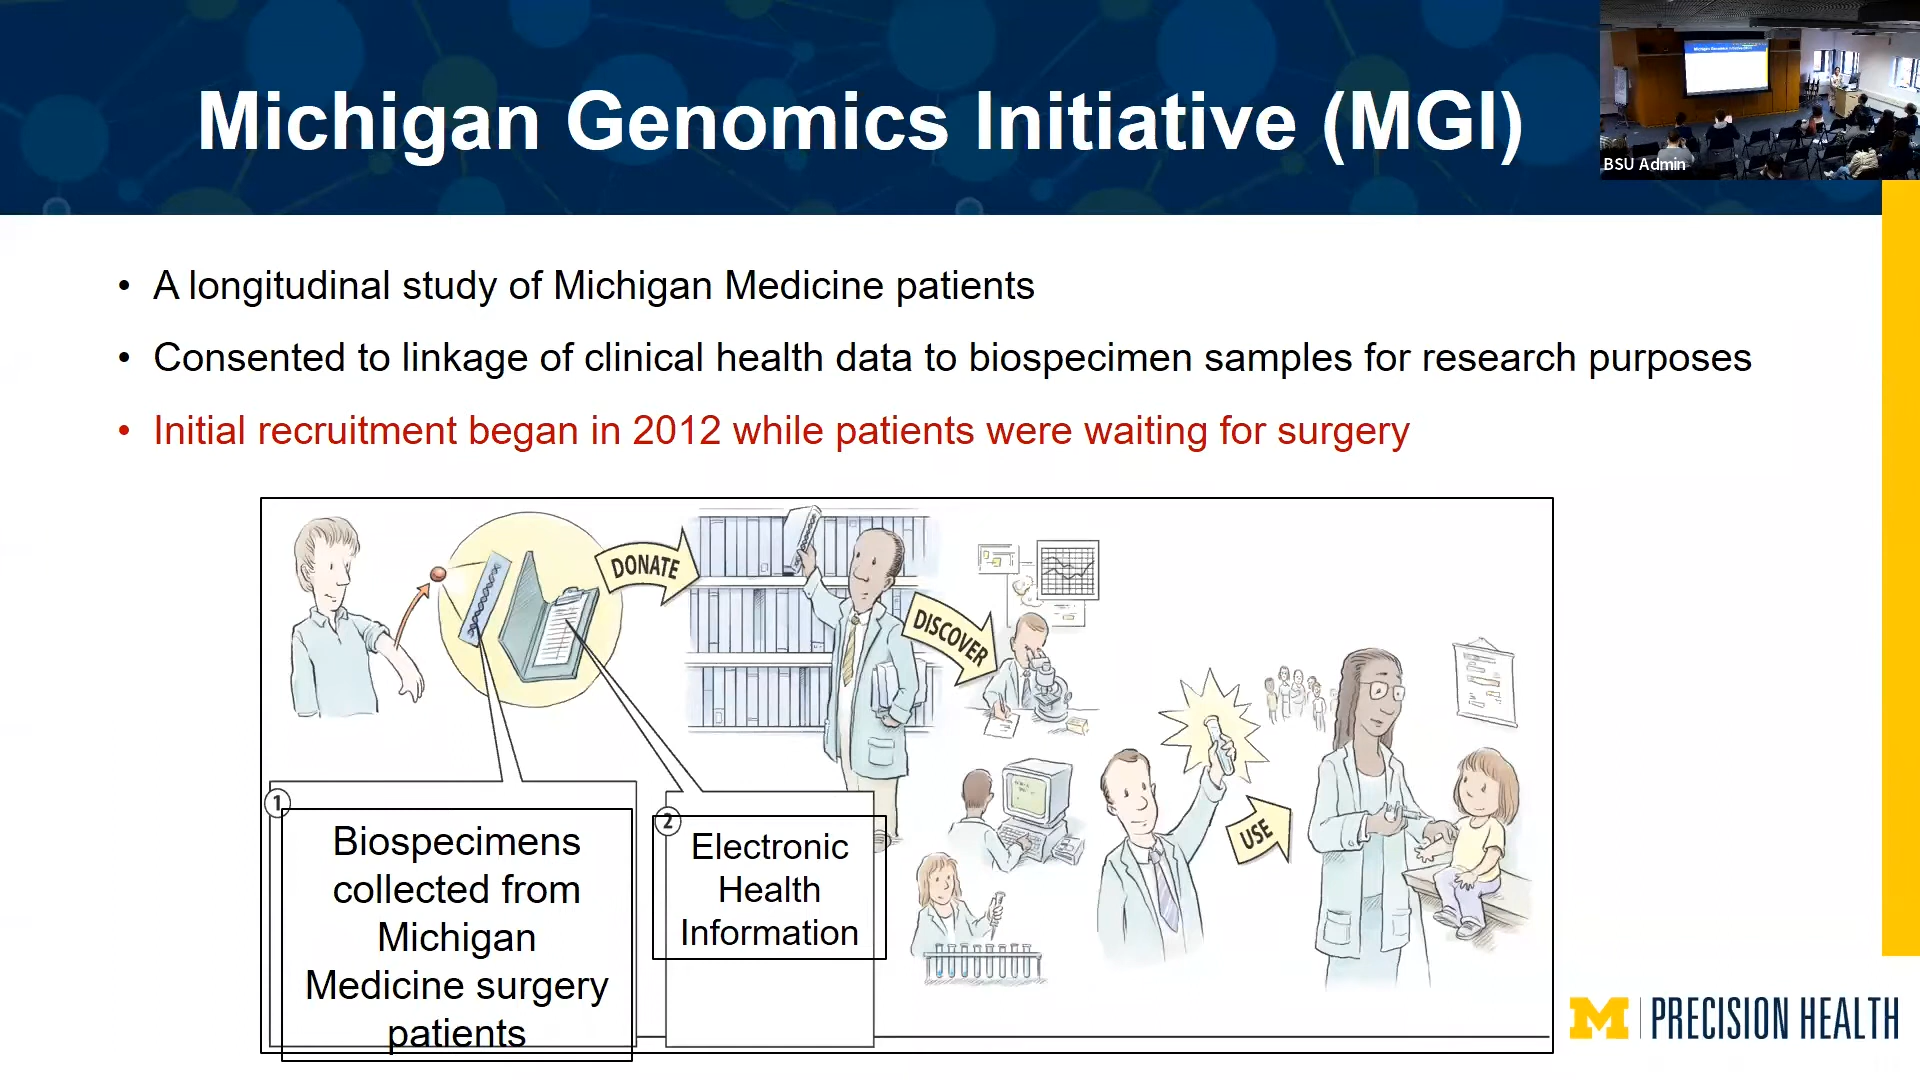 Michigan Genomics Initiative (MGI)
BSU Admin
• A longitudinal study of Michigan Medicine patients
• Consented to linkage of clinical health data to biospecimen samples for research purposes
• Initial recruitment began in 2012 while patients were waiting for surgery
DONATE
DISCOVER
USE
1
Biospecimens
collected from
Michigan
Medicine surgery
patients
2
Electronic
Health
Information
M | PRECISION HEALTH